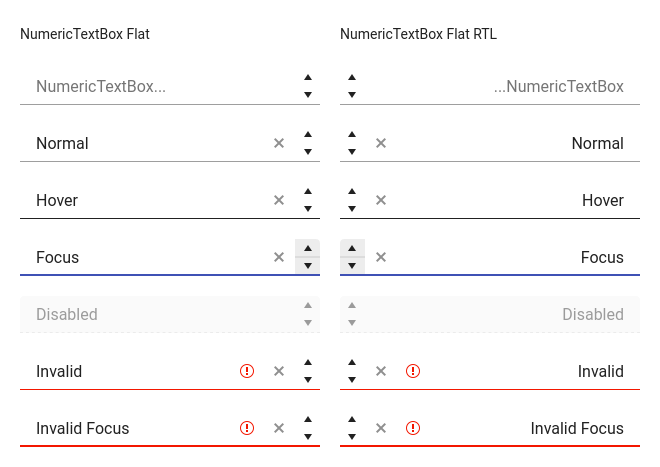 NumericTextBox Flat
NumericTextBox...
Normal
Hover
Focus
Disabled
Invalid
Invalid Focus
NumericTextBox Flat RTL
...NumericTextBox
Normal
Hover
Focus
Disabled
Invalid
Invalid Focus